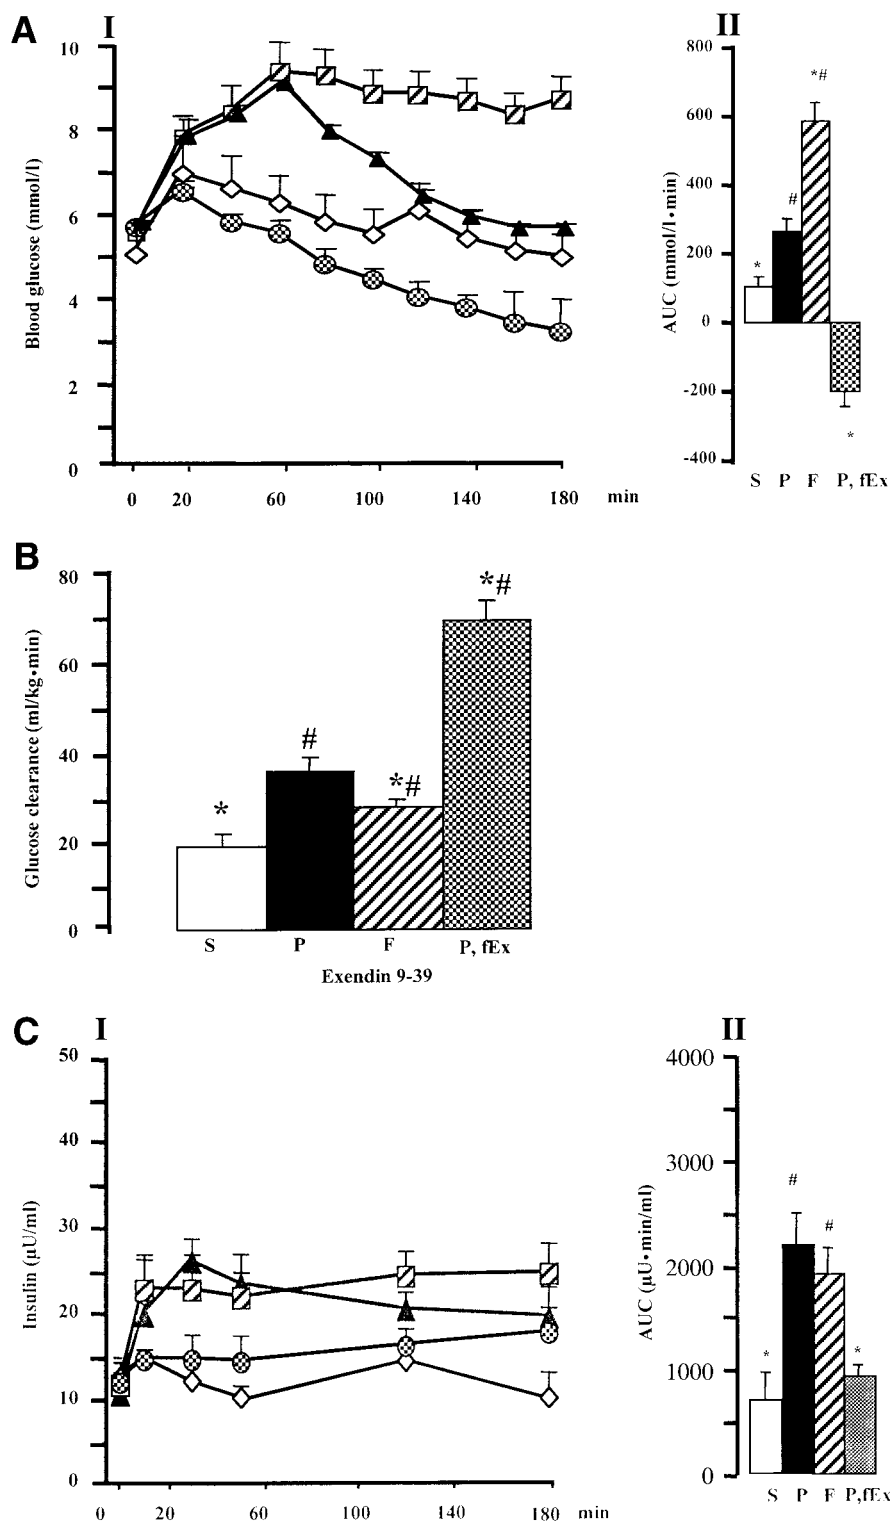 A
I
II
Blood glucose (mmol/l)
10
8
6
4
2
0
0 20 60 100 140 180 min
AUC (mmol/l•min)
800
600
400
200
0
-200
-400
*
#
*#
*
S P F P, fEx
B
Glucose clearance (ml/kg•min)
80
60
40
20
0
*
#
*#
*#
S P F P, fEx
Exendin 9-39
C
I
II
Insulin (µU/ml)
50
40
30
20
10
0
0 20 60 100 140 180 min
AUC (µU•min/ml)
4000
3000
2000
1000
0
*
#
#
*
S P F P,fEx